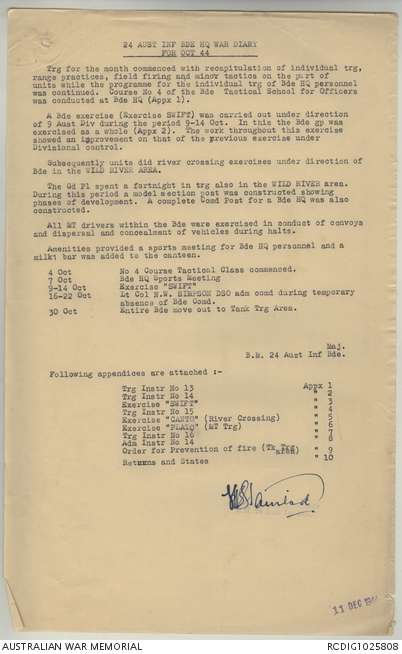 24 AUST INF BDE HQ WAR DIARY
FOR OCT 44
Trg for the month commenced with recapitulation of individual trg,
range practices, field firing and minor tactics on the part of
units while the programme for the individual trg of Bde HQ personnel
was continued. Course No 4 of the Bde Tactical School for Officers
was conducted at Bde HQ (Appx 1).
A Bde exercise (Exercise SWIFT) was carried out under direction
of 9 Aust Div during the period 9-14 Oct. In this the Bde gp was
exercised as a whole (Appx 2). The work throughout this exercise
showed an improvement on that of the previous exercise under
Divisional control.
Subsequently units did river crossing exercises under direction of
Bde in the WILD RIVER AREA.
The Gd Pl spent a fortnight in trg also in the WILD RIVER area.
During this period a model section post was constructed showing
phases of development. A complete Comd Post for a Bde HQ was also
constructed.
All MT drivers within the Bde were exercised in conduct of convoys
and dispersal and concealment of vehicles during halts.
Amenities provided a sports meeting for Bde HQ personnel and a
milk bar was added to the canteen.
4 Oct No 4 Course Tactical Class commenced.
7 Oct Bde HQ Sports Meeting
9-14 Oct Exercise "SWIFT"
16-22 Oct Lt Col N.W. SIMPSON DSO adm comd during temporary
absence of Bde Comd.
30 Oct Entire Bde move out to Tank Trg Area.
Maj.
B.M. 24 Aust Inf Bde.
Following appendices are attached :-
Trg Instr No 13 Appx 1
Trg Instr No 14 " 2
Exercise "SWIFT" " 3
Trg Instr No 15 " 4
Exercise "CANTO" (River Crossing) " 5
Exercise "PLATO" (MT Trg) " 6
Trg Instr No 16 " 7
Adm Instr No 14 " 8
Order for Prevention of fire (Tk Trg area) " 9
Returns and States " 10
11 DEC 194
AUSTRALIAN WAR MEMORIAL RCDIG1025808